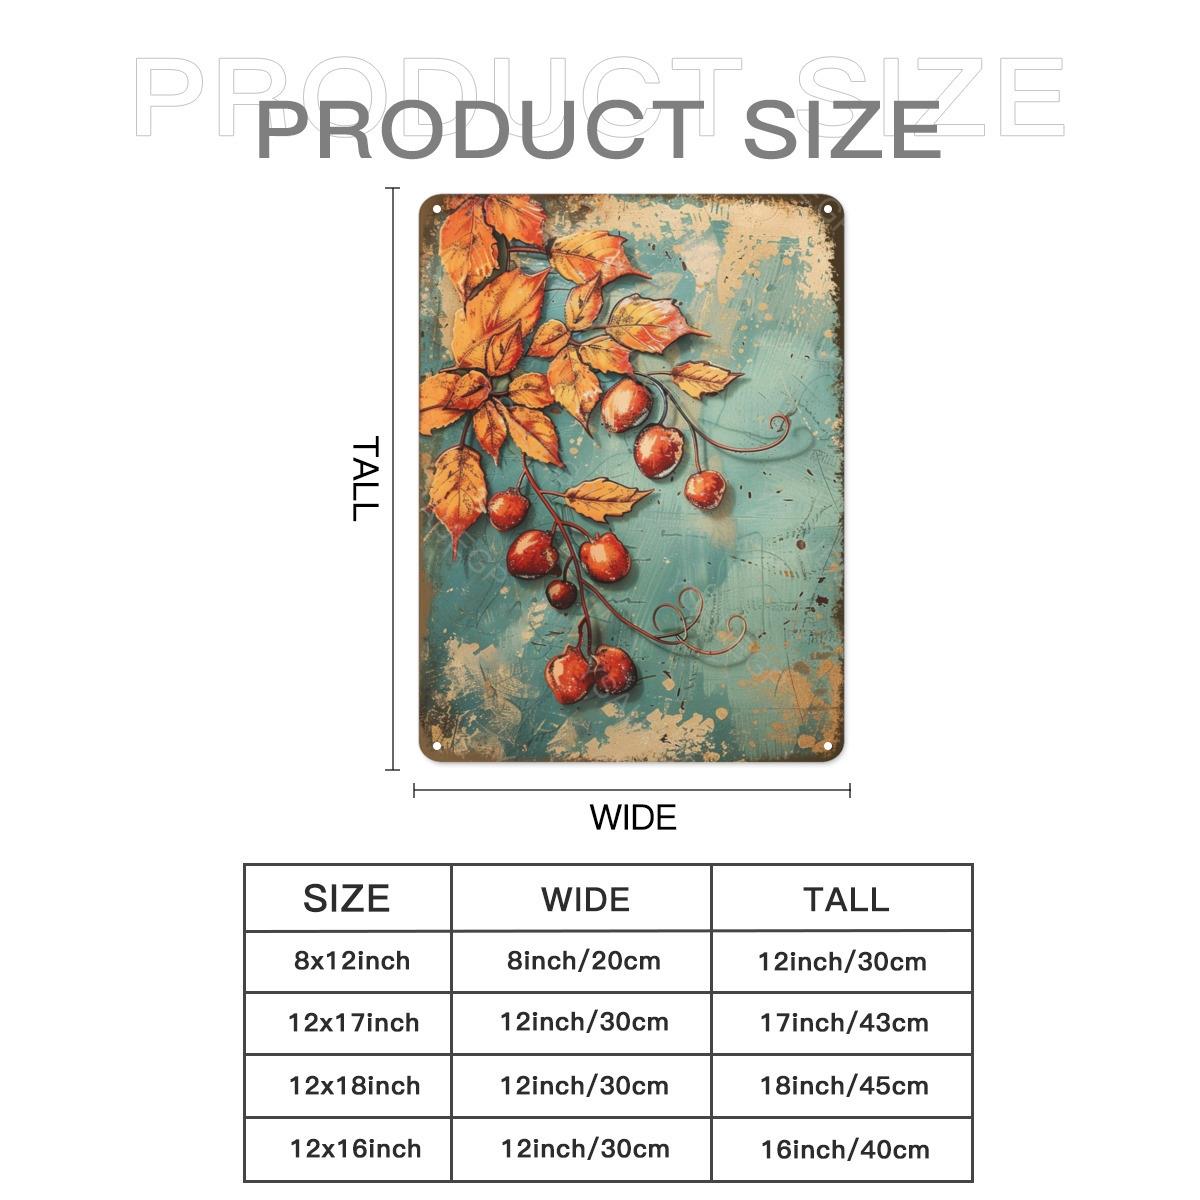 PRODUCT SIZE
PRODUCT SIZE
TALL
WIDE
SIZE WIDE TALL
8x12inch 8inch/20cm 12inch/30cm
12x17inch 12inch/30cm 17inch/43cm
12x18inch 12inch/30cm 18inch/45cm
12x16inch 12inch/30cm 16inch/40cm